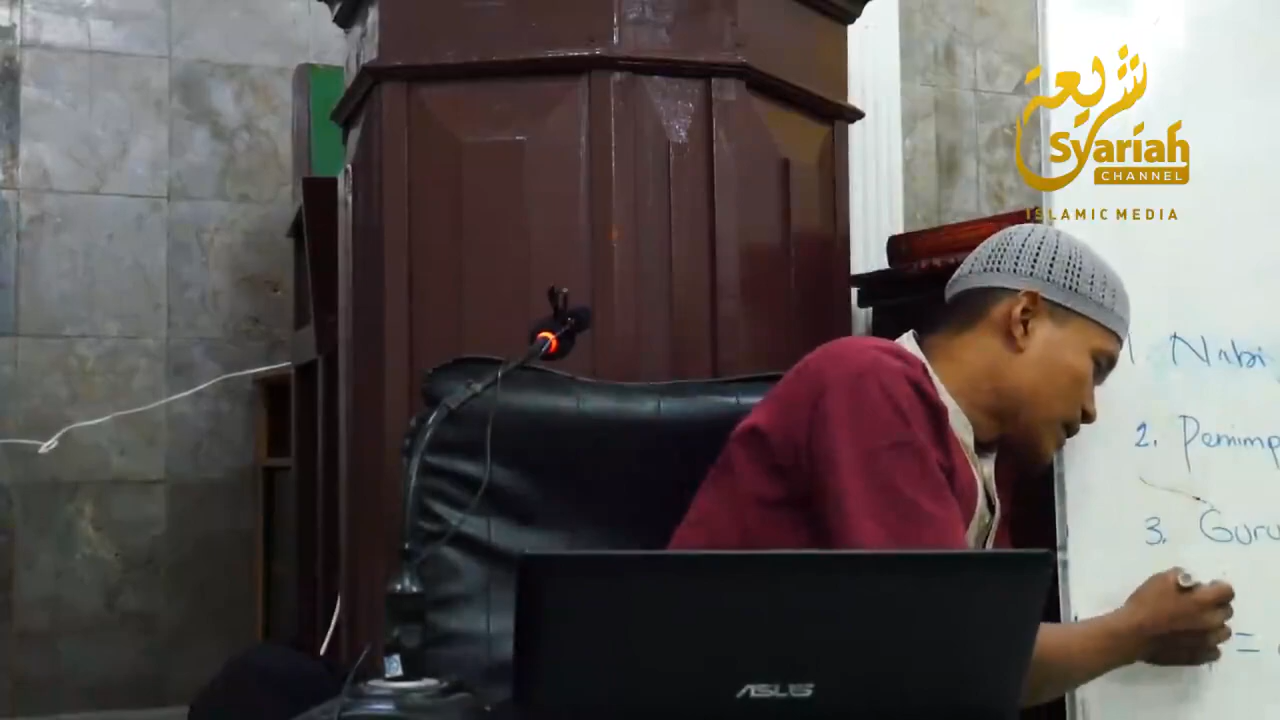 شريعة
Syariah
CHANNEL
ISLAMIC MEDIA
1 Nabi
2. Pemimp
3. Guru
=
ASUS